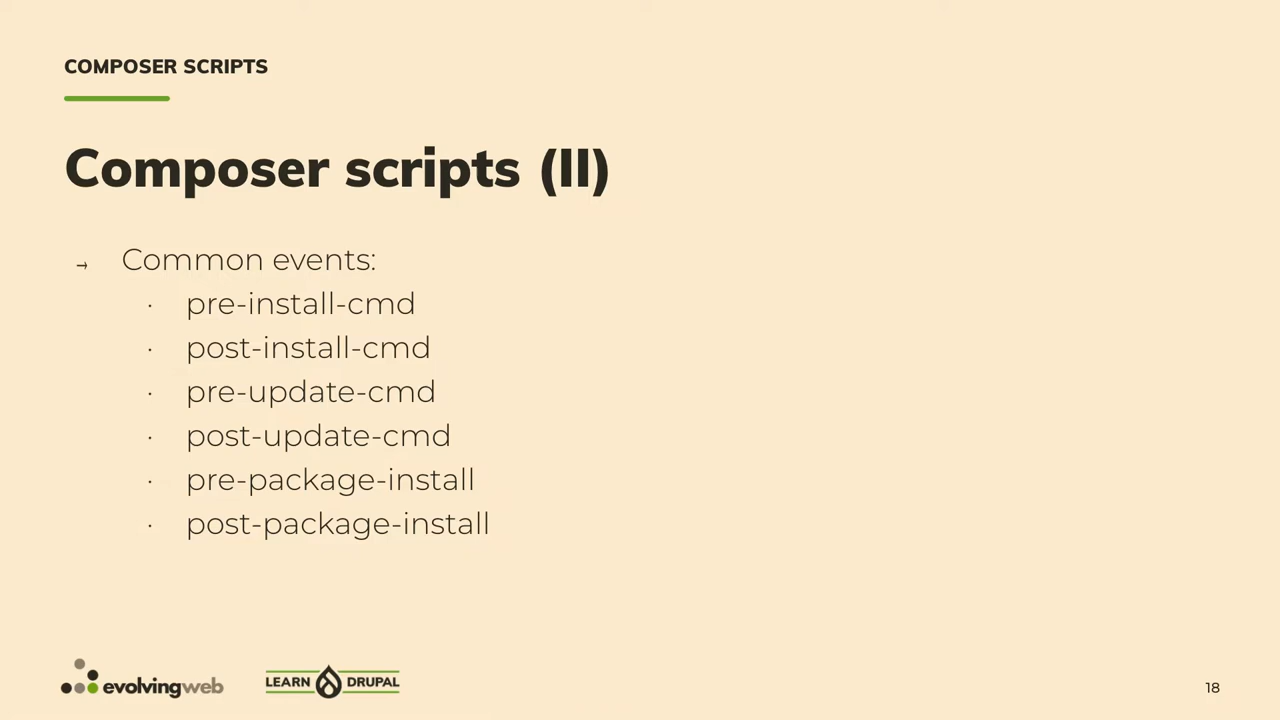 COMPOSER SCRIPTS
Composer scripts (II)
→ Common events:
· pre-install-cmd
· post-install-cmd
· pre-update-cmd
· post-update-cmd
· pre-package-install
· post-package-install
evolvingweb
LEARN DRUPAL
18